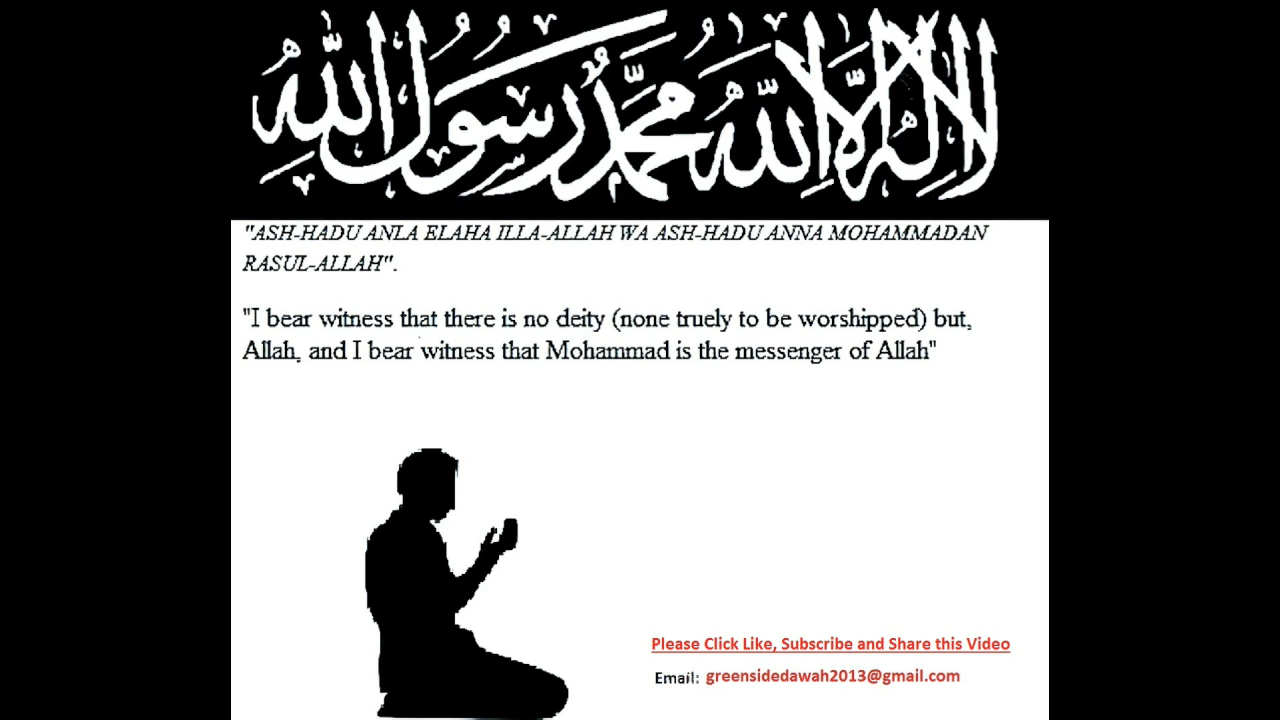 لا إله إلا الله محمد رسول الله
"ASH-HADU ANLA ELAHA ILLA-ALLAH WA ASH-HADU ANNA MOHAMMADAN
RASUL-ALLAH".
"I bear witness that there is no deity (none truely to be worshipped) but,
Allah, and I bear witness that Mohammad is the messenger of Allah"
Please Click Like, Subscribe and Share this Video
Email: greensidedawah2013@gmail.com